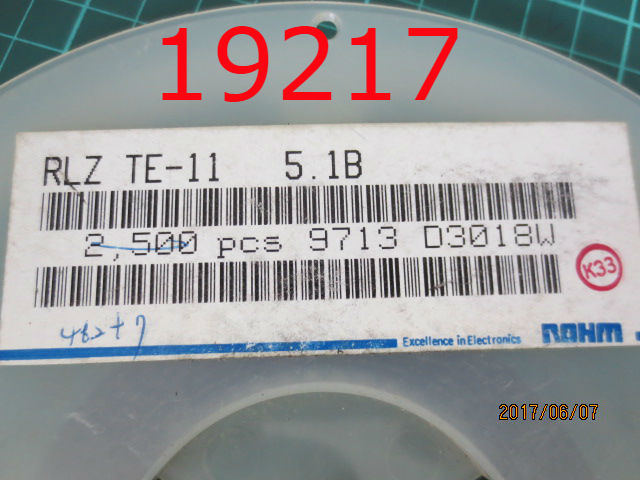 19217
RLZ TE-11 5.1B
2,500 pcs 9713 D3018W
K33
Excellence in Electronics ROHM
2017/06/07